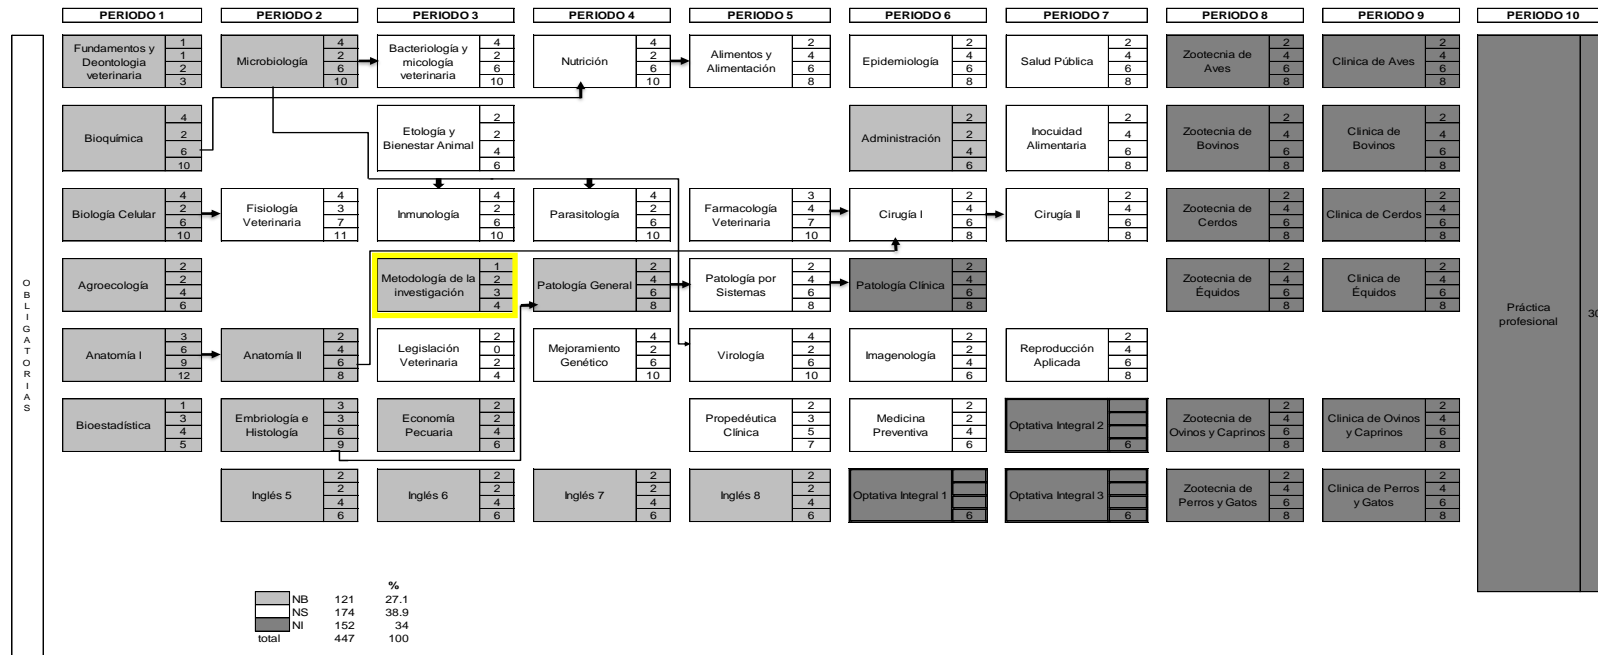 PERIODO 1 PERIODO 2 PERIODO 3 PERIODO 4 PERIODO 5 PERIODO 6 PERIODO 7 PERIODO 8 PERIODO 9 PERIODO 10
OBLIGATORIAS
Fundamentos y
Deontologia
veterinaria
1
1
2
3
Microbiología
4
2
6
10
Bacteriología y
micología
veterinaria
4
2
6
10
Nutrición
4
2
6
10
Alimentos y
Alimentación
2
4
6
8
Epidemiología
2
4
6
8
Salud Pública
2
4
6
8
Zootecnia de
Aves
2
4
6
8
Clinica de Aves
2
4
6
8
Bioquímica
4
2
6
10
Etología y
Bienestar Animal
2
2
4
6
Administración
2
2
4
6
Inocuidad
Alimentaria
2
4
6
8
Zootecnia de
Bovinos
2
4
6
8
Clinica de
Bovinos
2
4
6
8
Biología Celular
4
2
6
10
Fisiología
Veterinaria
4
3
7
11
Inmunología
4
2
6
10
Parasitología
4
2
6
10
Farmacología
Veterinaria
3
4
7
10
Cirugía I
2
4
6
8
Cirugía II
2
4
6
8
Zootecnia de
Cerdos
2
4
6
8
Clinica de Cerdos
2
4
6
8
Agroecología
2
2
4
6
Metodología de la
investigación
1
2
3
4
Patología General
2
4
6
8
Patología por
Sistemas
2
4
6
8
Patología Clínica
2
4
6
8
Zootecnia de
Équidos
2
4
6
8
Clinica de
Équidos
2
4
6
8
Práctica
profesional
30
Anatomía I
3
6
9
12
Anatomía II
2
4
6
8
Legislación
Veterinaria
2
0
2
4
Mejoramiento
Genético
4
2
6
10
Virología
4
2
6
10
Imagenología
2
2
4
6
Reproducción
Aplicada
2
4
6
8
Bioestadística
1
3
4
5
Embriología e
Histología
3
3
6
9
Economía
Pecuaria
2
2
4
6
Propedéutica
Clínica
2
3
5
7
Medicina
Preventiva
2
2
4
6
Optativa Integral 2
6
Zootecnia de
Ovinos y Caprinos
2
4
6
8
Clinica de Ovinos
y Caprinos
2
4
6
8
Inglés 5
2
2
4
6
Inglés 6
2
2
4
6
Inglés 7
2
2
4
6
Inglés 8
2
2
4
6
Optativa Integral 1
6
Optativa Integral 3
6
Zootecnia de
Perros y Gatos
2
4
6
8
Clinica de Perros
y Gatos
2
4
6
8
%
NB 121 27.1
NS 174 38.9
NI 152 34
total 447 100